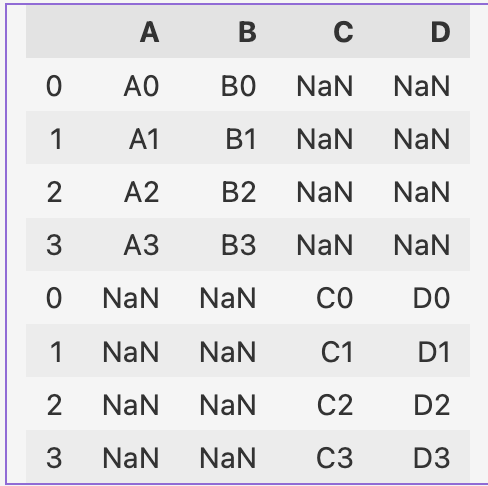 A B C D
0 A0 B0 NaN NaN
1 A1 B1 NaN NaN
2 A2 B2 NaN NaN
3 A3 B3 NaN NaN
0 NaN NaN C0 D0
1 NaN NaN C1 D1
2 NaN NaN C2 D2
3 NaN NaN C3 D3